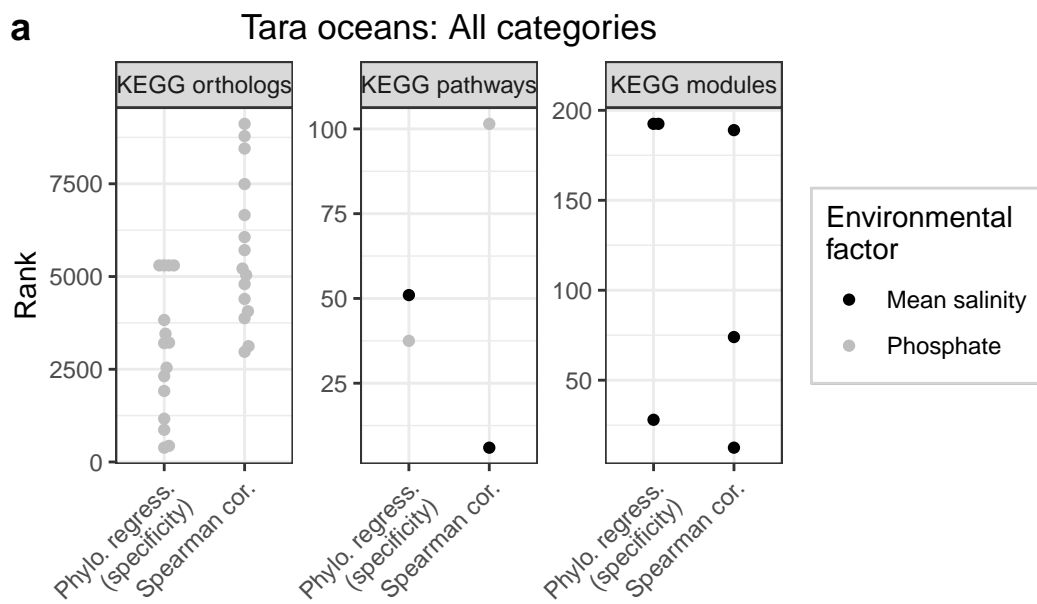 a
Tara oceans: All categories
KEGG orthologs
KEGG pathways
KEGG modules
Rank
7500
5000
2500
0
100
75
50
25
200
150
100
50
Phylo. regress.
(specificity)
Spearman cor.
Phylo. regress.
(specificity)
Spearman cor.
Phylo. regress.
(specificity)
Spearman cor.
Environmental
factor
Mean salinity
Phosphate